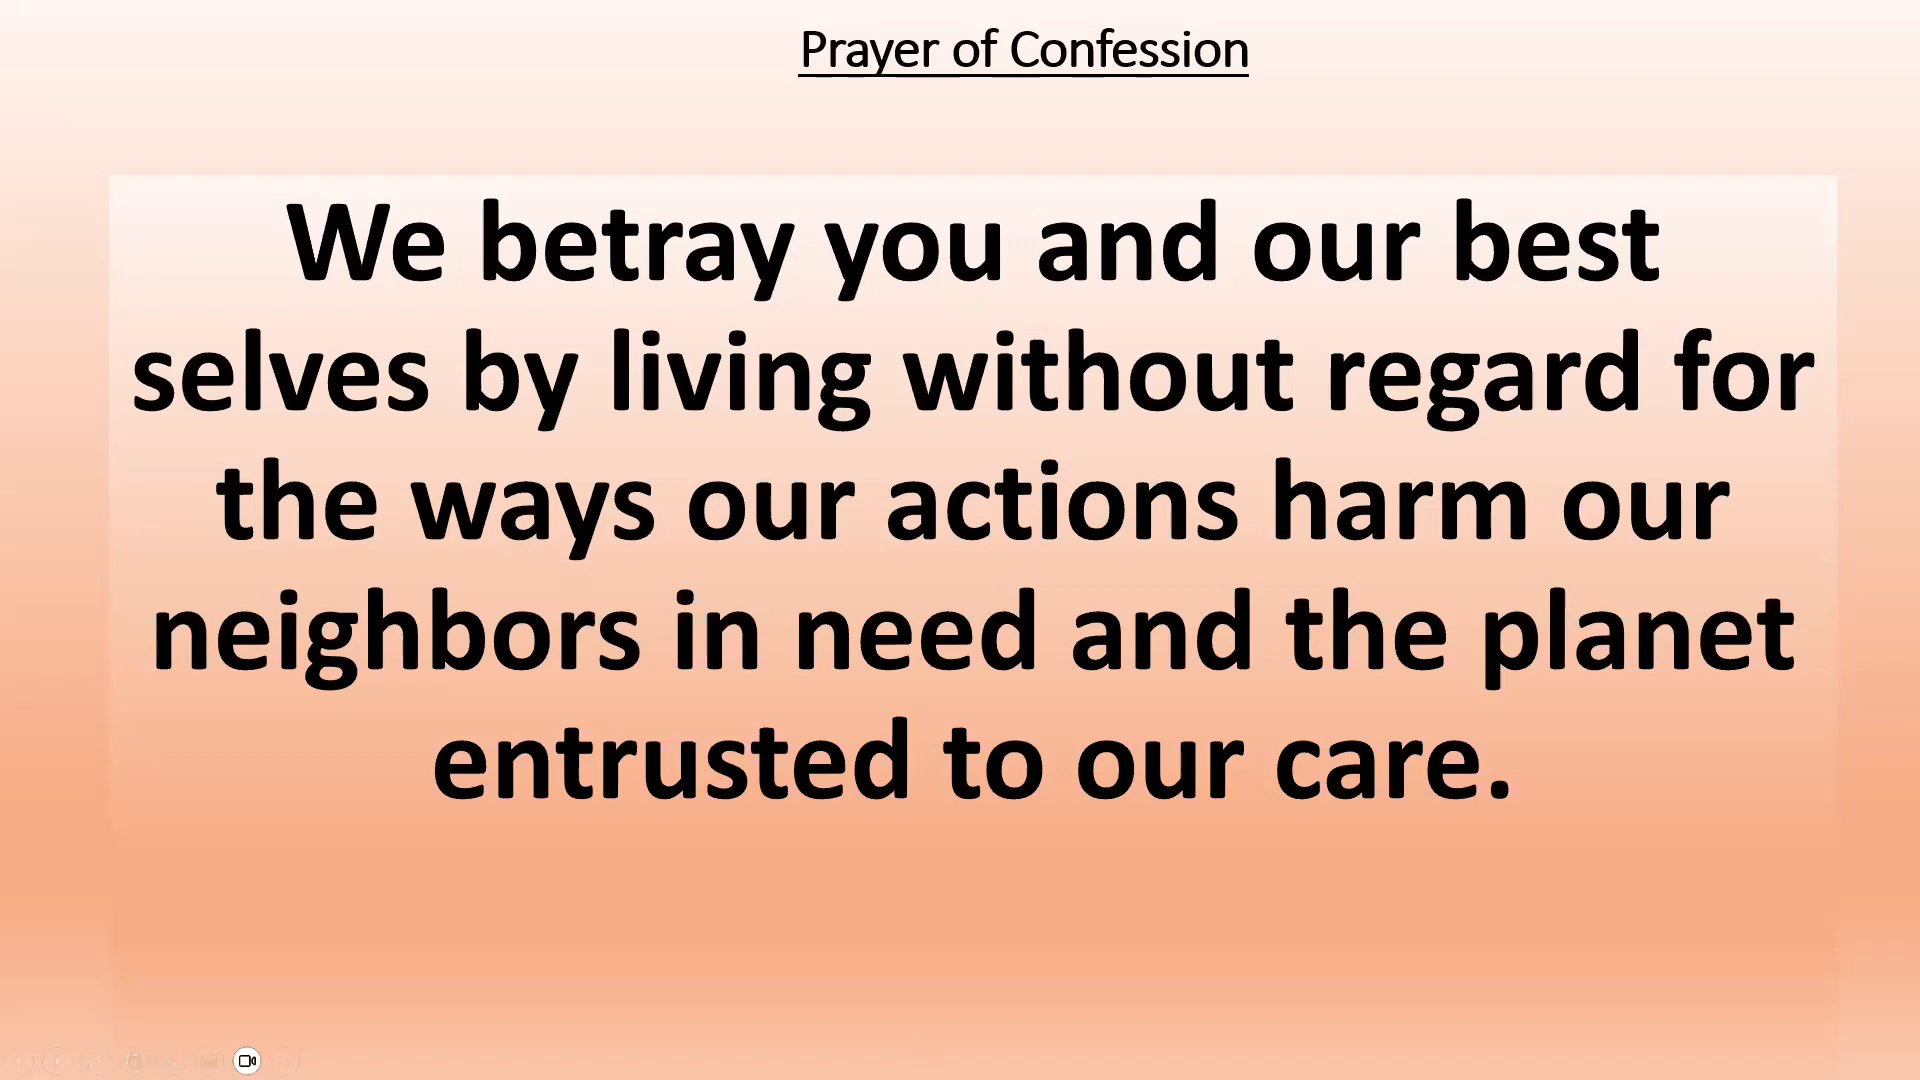 Prayer of Confession
We betray you and our best
selves by living without regard for
the ways our actions harm our
neighbors in need and the planet
entrusted to our care.